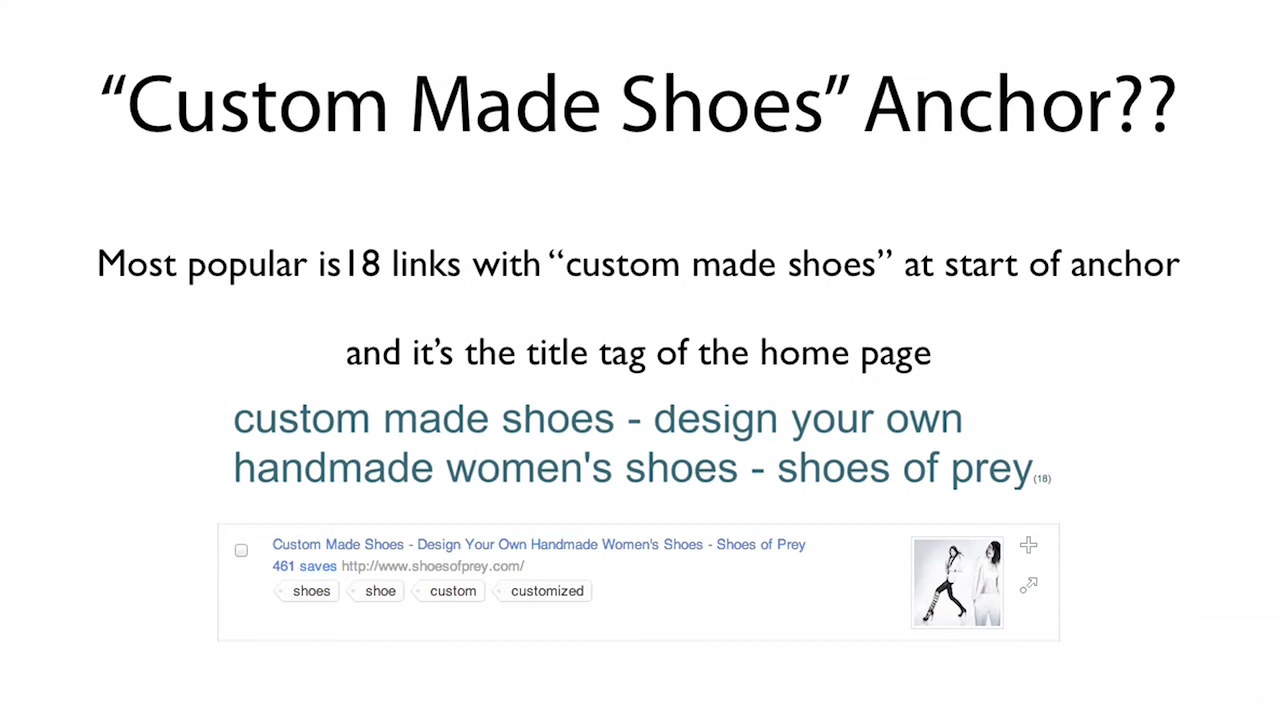 “Custom Made Shoes” Anchor??
Most popular is18 links with “custom made shoes” at start of anchor
and it’s the title tag of the home page
custom made shoes - design your own
handmade women's shoes - shoes of prey(18)
Custom Made Shoes - Design Your Own Handmade Women's Shoes - Shoes of Prey
461 saves http://www.shoesofprey.com/
shoes shoe custom customized